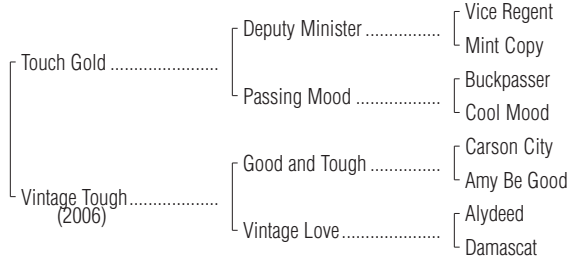 Vice Regent
Deputy Minister ..................
Mint Copy
Touch Gold ........................
Buckpasser
Passing Mood ...................
Cool Mood
Carson City
Good and Tough ...............
Amy Be Good
Vintage Tough....................
(2006)
Alydeed
Vintage Love......................
Damascat